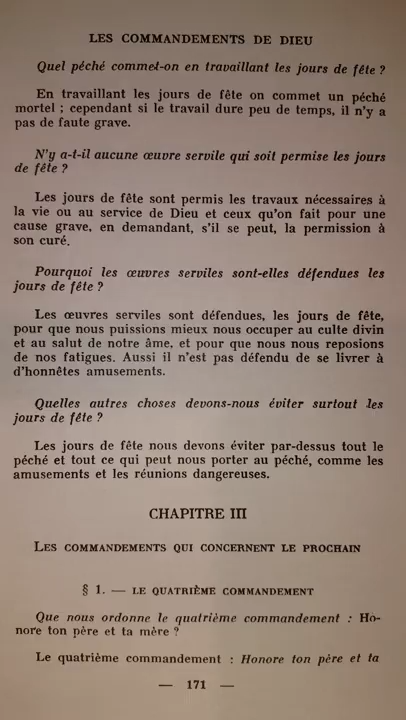 LES COMMANDEMENTS DE DIEU
Quel péché commet-on en travaillant les jours de fête ?
En travaillant les jours de fête on commet un péché
mortel ; cependant si le travail dure peu de temps, il n'y a
pas de faute grave.
N'y a-t-il aucune œuvre servile qui soit permise les jours
de fête ?
Les jours de fête sont permis les travaux nécessaires à
la vie ou au service de Dieu et ceux qu'on fait pour une
cause grave, en demandant, s'il se peut, la permission à
son curé.
Pourquoi les œuvres serviles sont-elles défendues les
jours de fête ?
Les œuvres serviles sont défendues, les jours de fête,
pour que nous puissions mieux nous occuper au culte divin
et au salut de notre âme, et pour que nous nous reposions
de nos fatigues. Aussi il n'est pas défendu de se livrer à
d'honnêtes amusements.
Quelles autres choses devons-nous éviter surtout les
jours de fête ?
Les jours de fête nous devons éviter par-dessus tout le
péché et tout ce qui peut nous porter au péché, comme les
amusements et les réunions dangereuses.
CHAPITRE III
LES COMMANDEMENTS QUI CONCERNENT LE PROCHAIN
§ 1. — LE QUATRIÈME COMMANDEMENT
Que nous ordonne le quatrième commandement : Ho-
nore ton père et ta mère ?
Le quatrième commandement : Honore ton père et ta
— 171 —